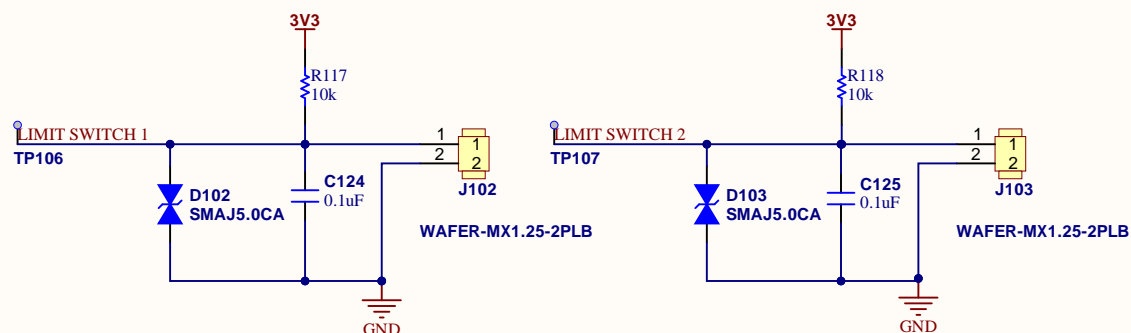 3V3
R117
10k
LIMIT SWITCH 1
TP106
1
2
1
2
J102
D102
SMAJ5.0CA
C124
0.1uF
WAFER-MX1.25-2PLB
GND
3V3
R118
10k
LIMIT SWITCH 2
TP107
1
2
1
2
J103
D103
SMAJ5.0CA
C125
0.1uF
WAFER-MX1.25-2PLB
GND